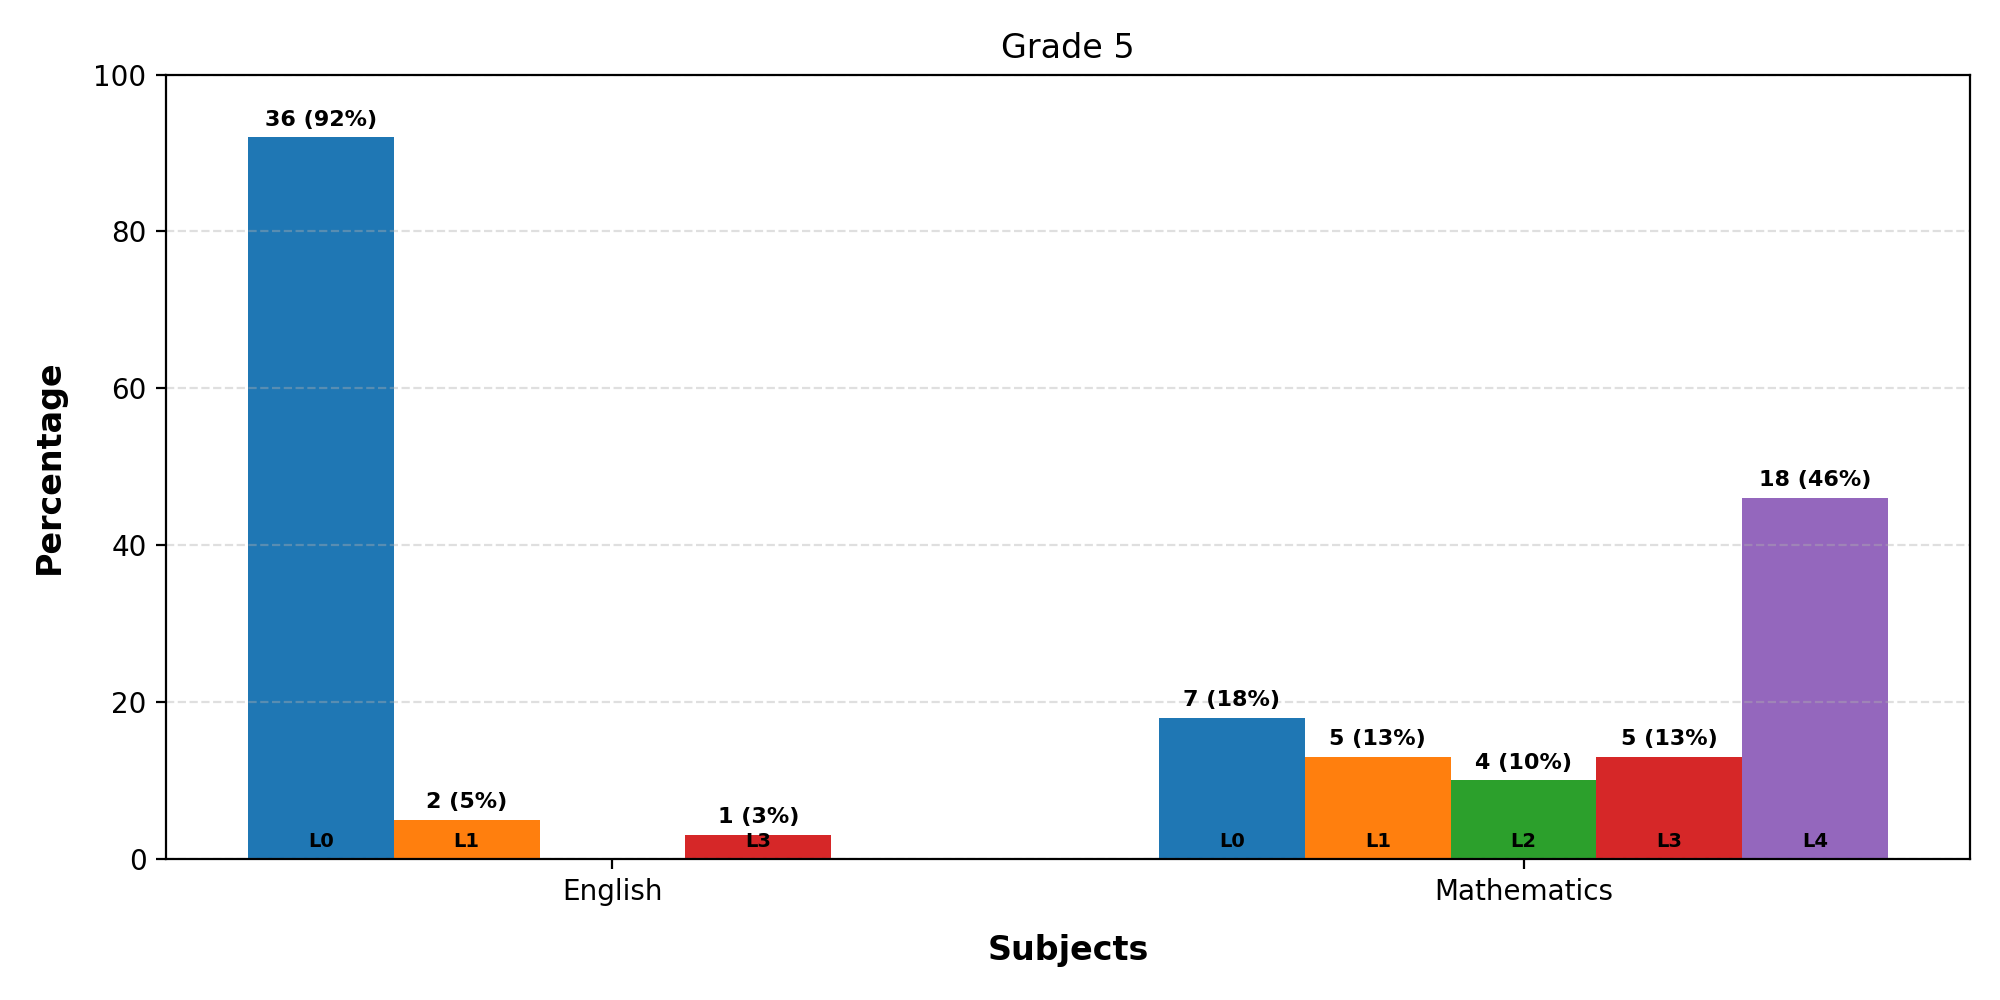 Grade 5
Percentage
100
80
60
40
20
0
36 (92%)
2 (5%)
1 (3%)
7 (18%)
5 (13%)
4 (10%)
5 (13%)
18 (46%)
L0
L1
L3
L0
L1
L2
L3
L4
English
Mathematics
Subjects